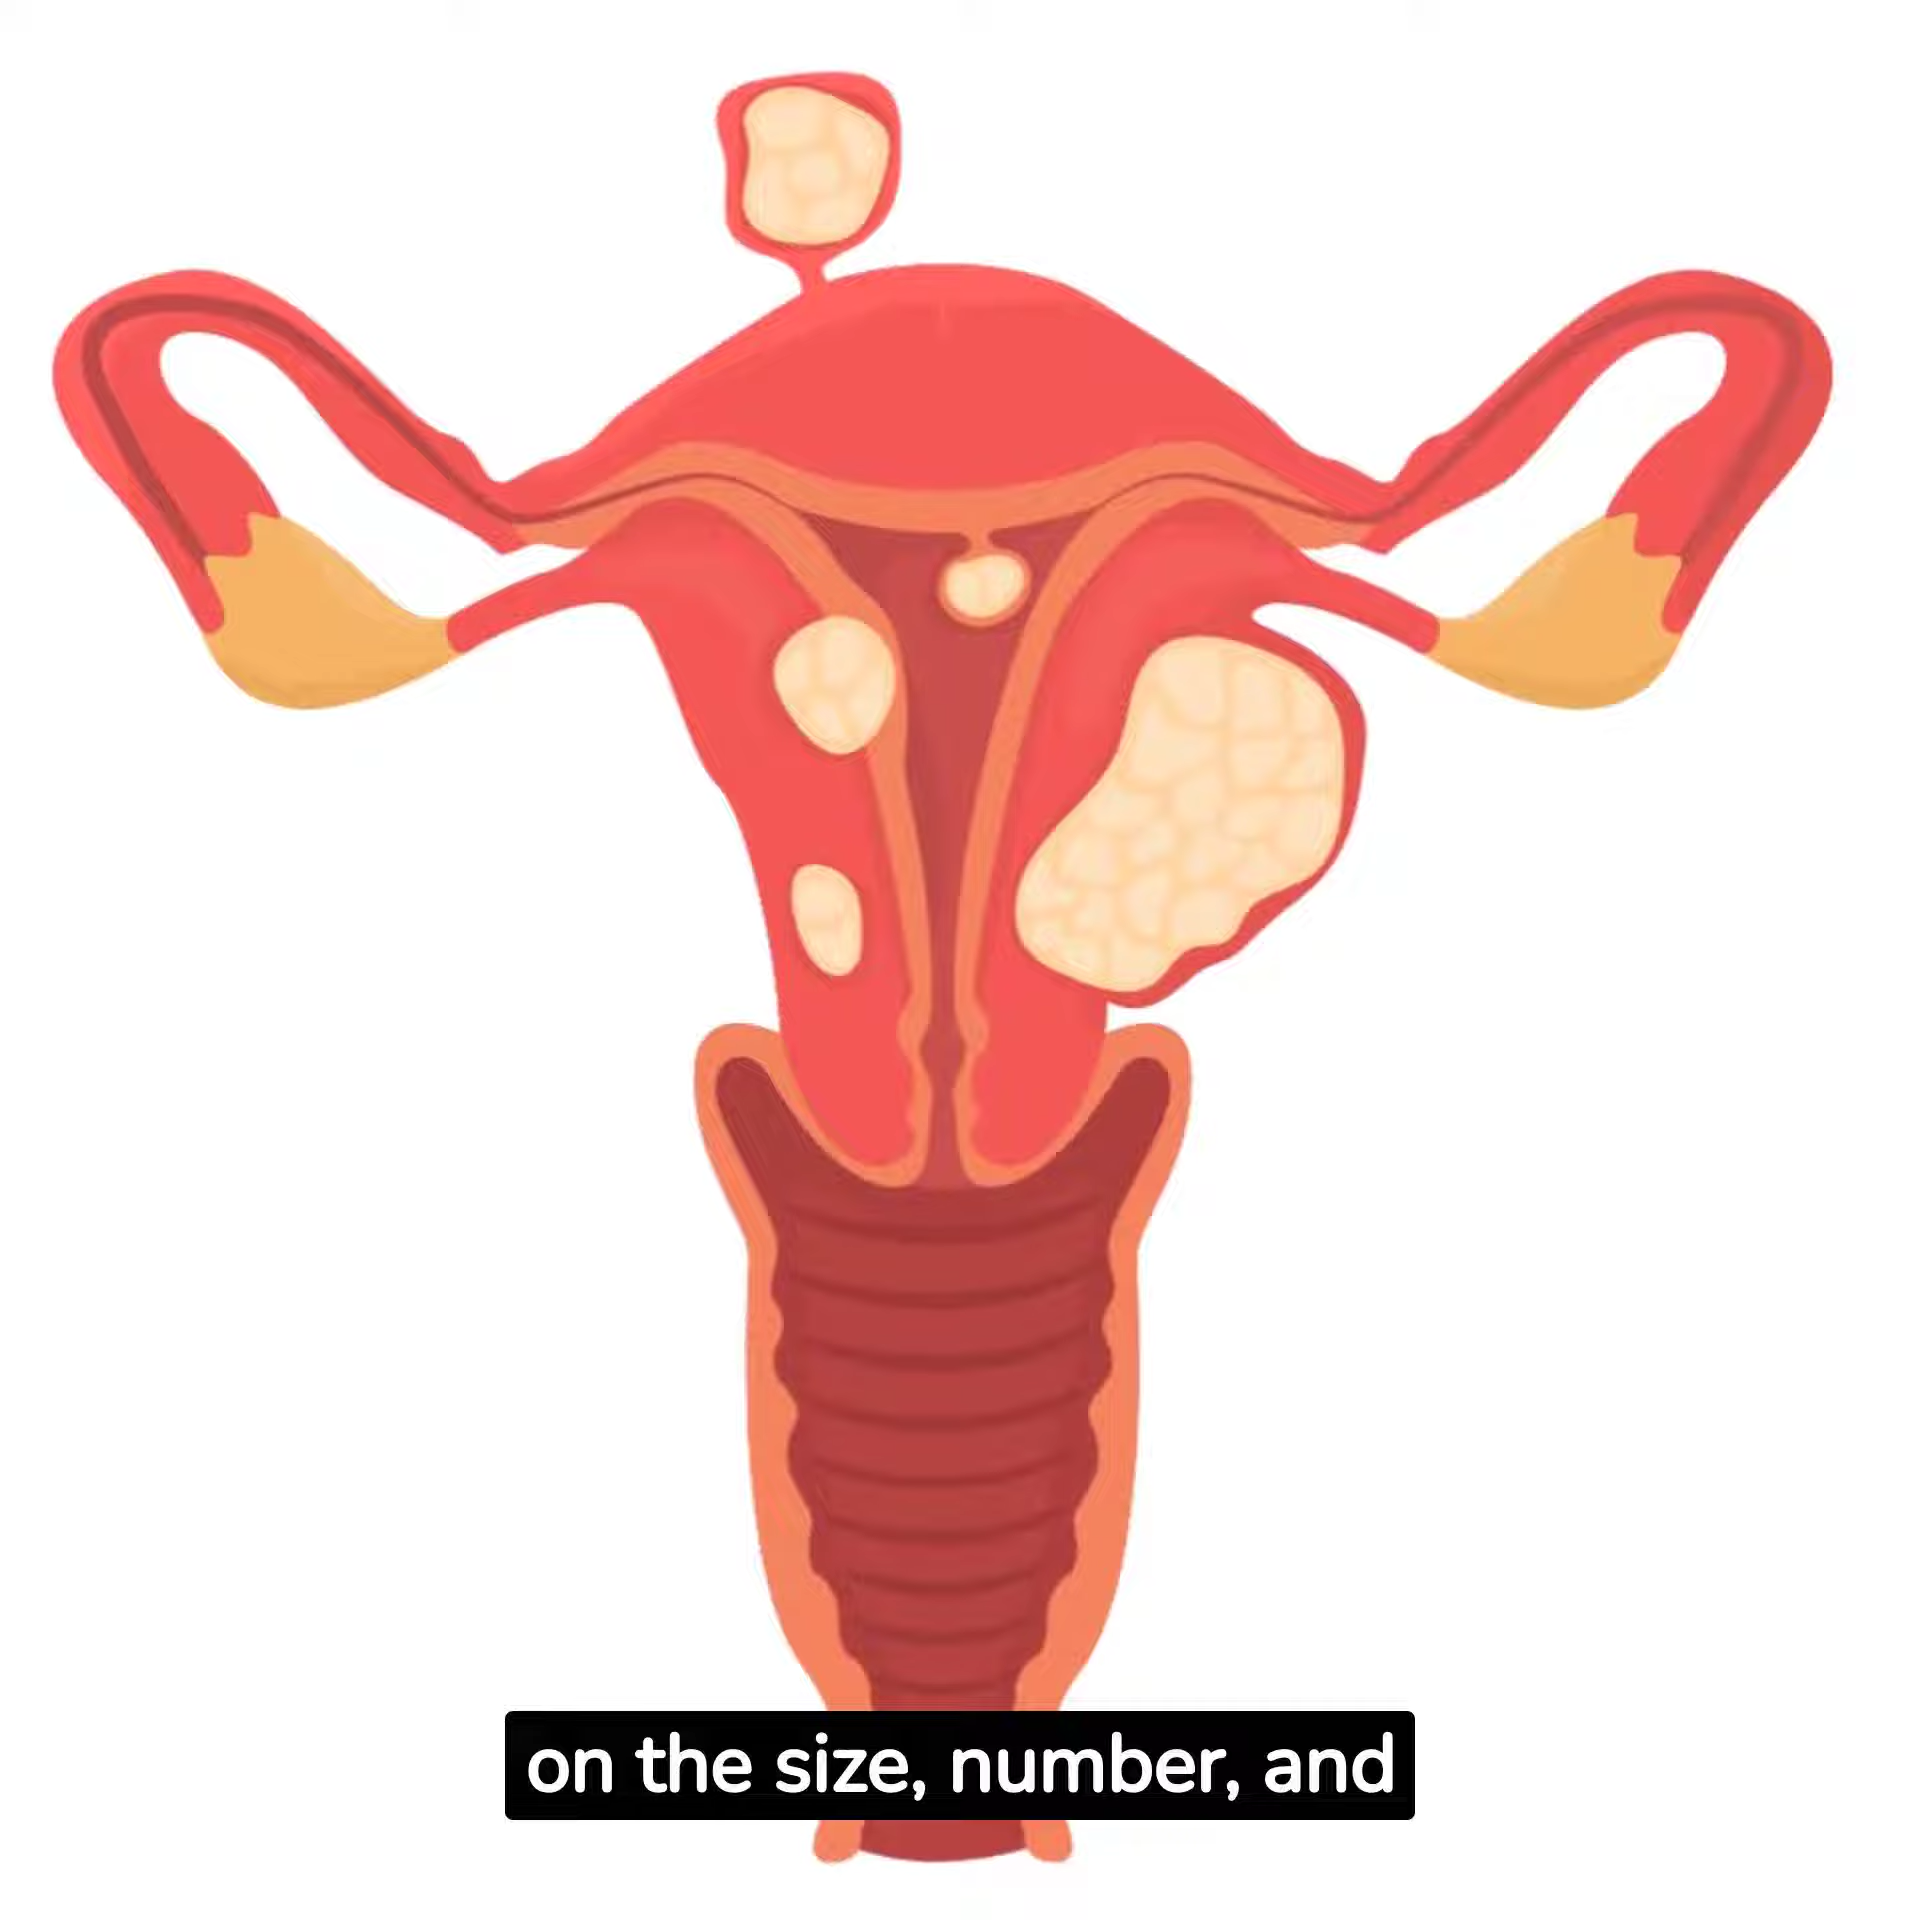 on the size, number, and